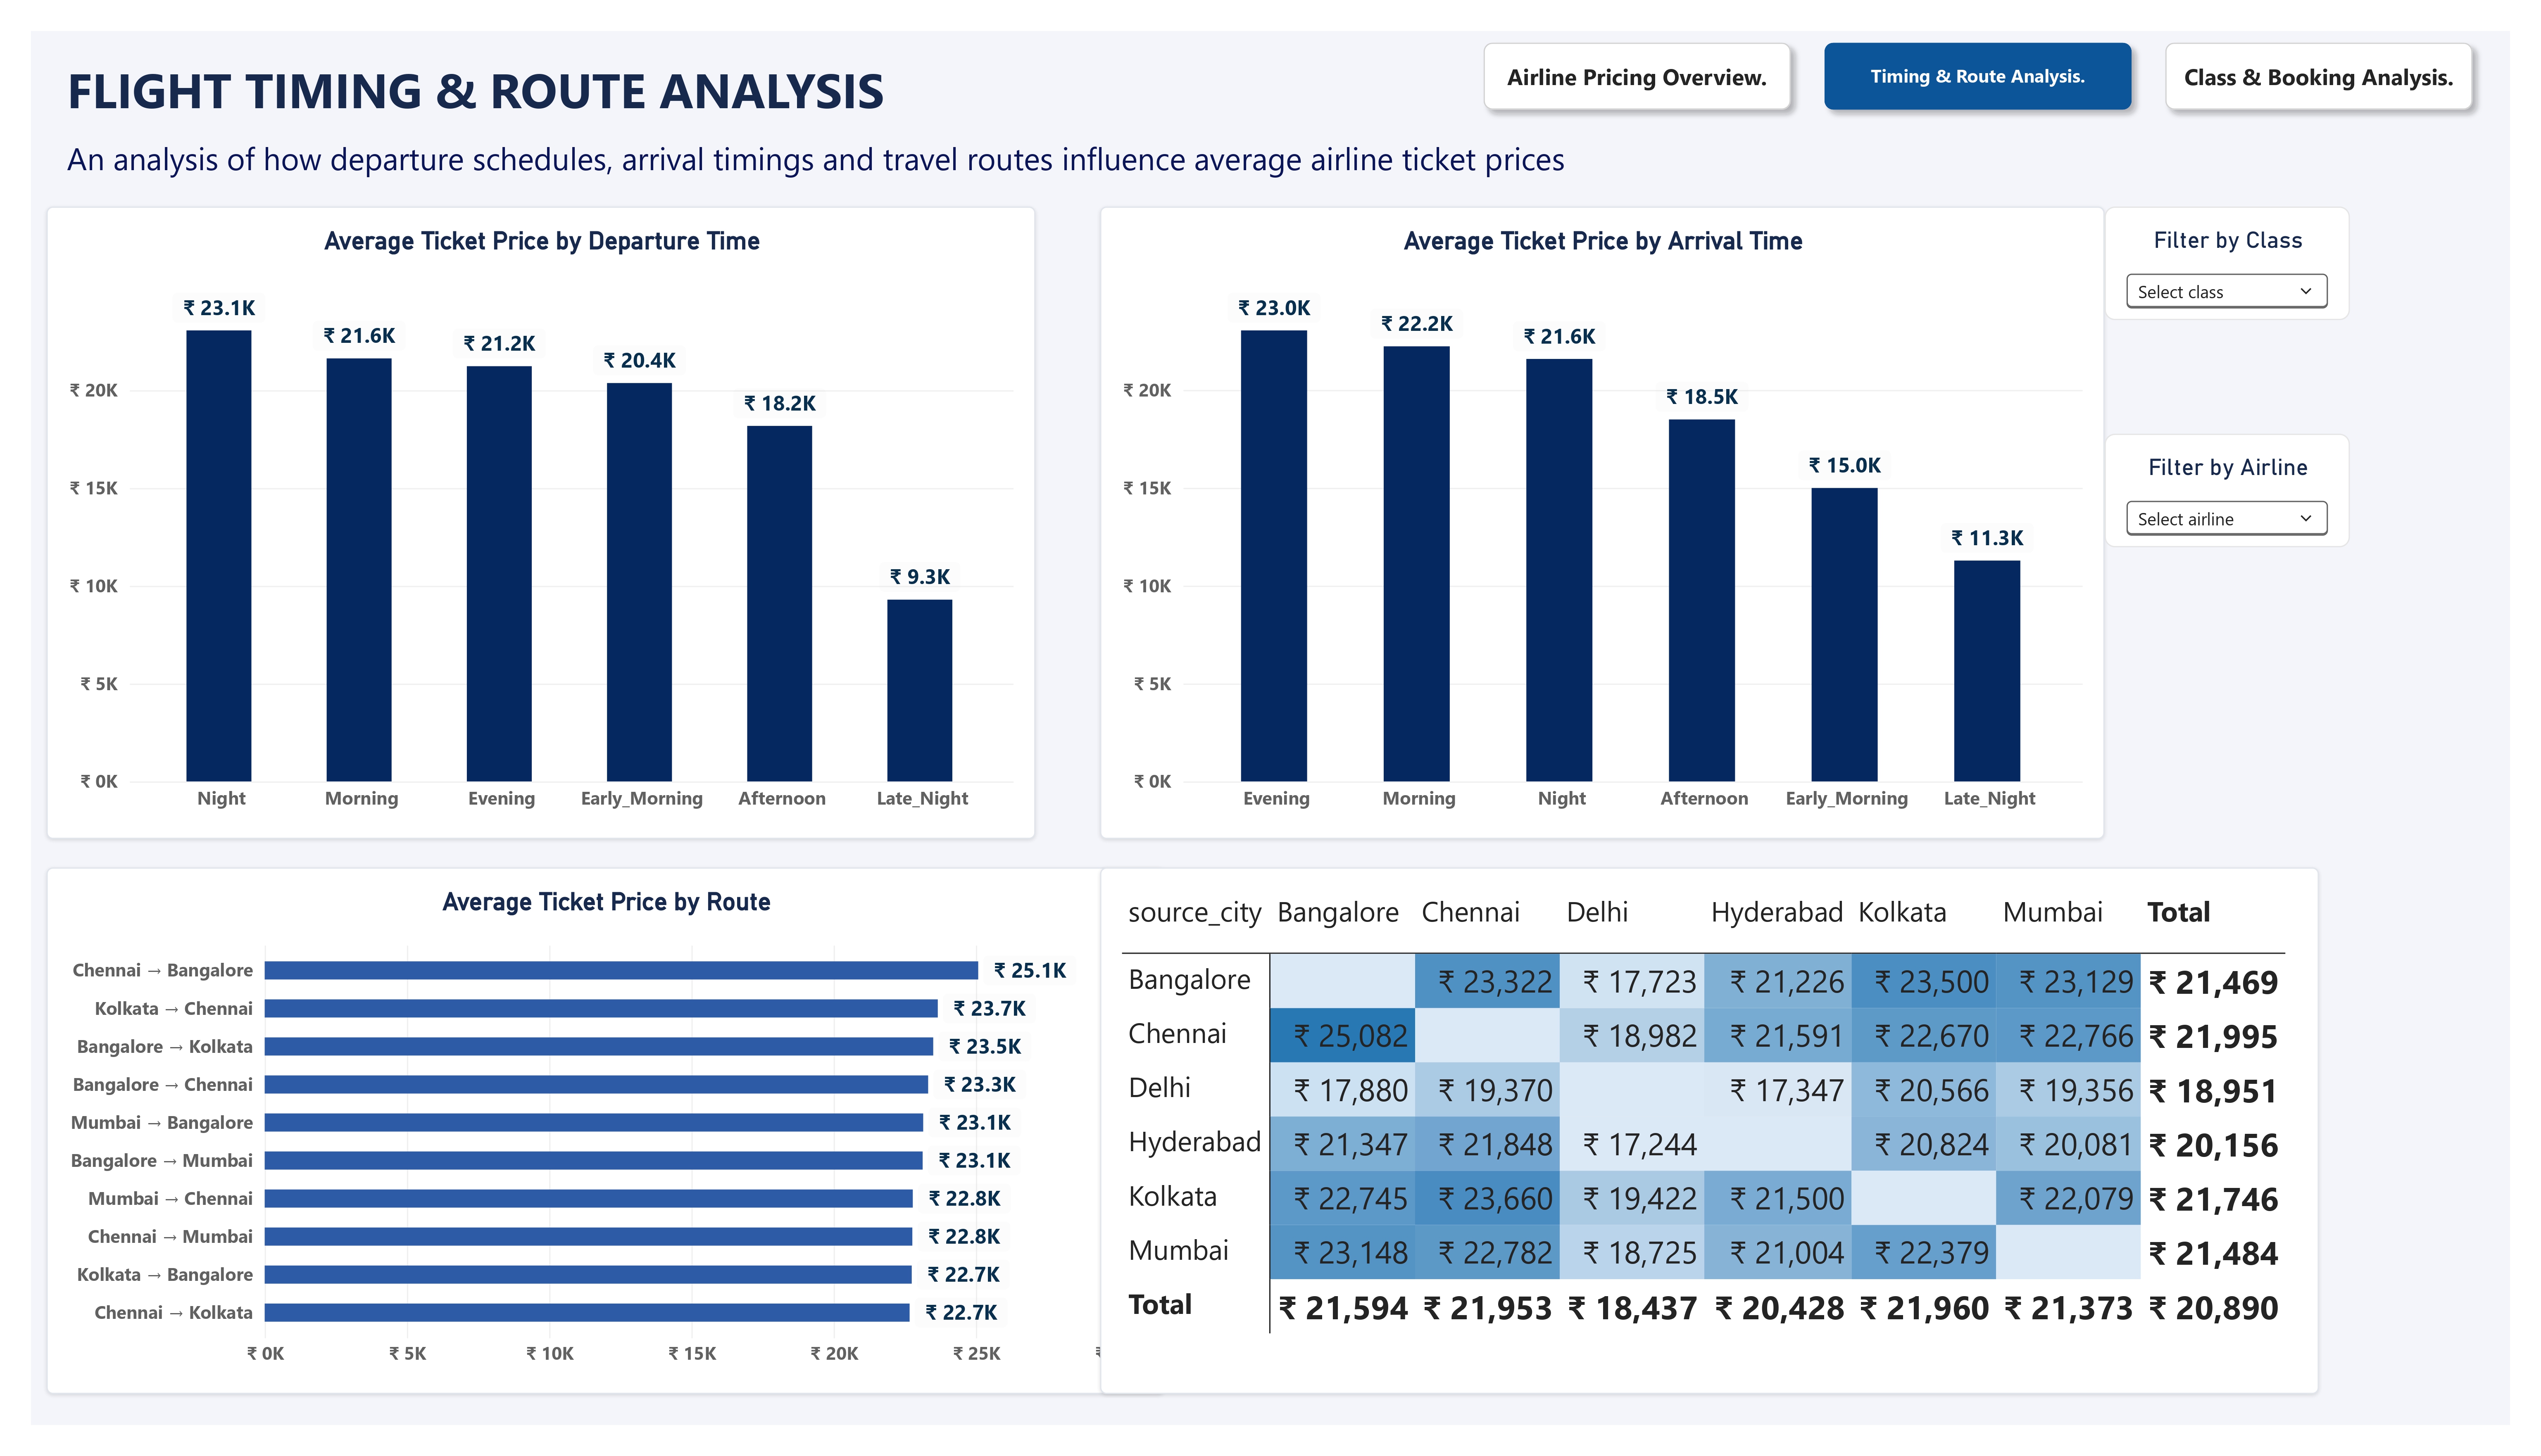 FLIGHT TIMING & ROUTE ANALYSIS
Airline Pricing Overview.
Timing & Route Analysis.
Class & Booking Analysis.
An analysis of how departure schedules, arrival timings and travel routes influence average airline ticket prices
Average Ticket Price by Departure Time
₹ 23.1K
₹ 21.6K
₹ 21.2K
₹ 20.4K
₹ 18.2K
₹ 9.3K
₹ 20K
₹ 15K
₹ 10K
₹ 5K
₹ 0K
Night Morning Evening Early_Morning Afternoon Late_Night
Average Ticket Price by Arrival Time
₹ 23.0K
₹ 22.2K
₹ 21.6K
₹ 18.5K
₹ 15.0K
₹ 11.3K
₹ 20K
₹ 15K
₹ 10K
₹ 5K
₹ 0K
Evening Morning Night Afternoon Early_Morning Late_Night
Filter by Class
Select class
Filter by Airline
Select airline
Average Ticket Price by Route
Chennai → Bangalore ₹ 25.1K
Kolkata → Chennai ₹ 23.7K
Bangalore → Kolkata ₹ 23.5K
Bangalore → Chennai ₹ 23.3K
Mumbai → Bangalore ₹ 23.1K
Bangalore → Mumbai ₹ 23.1K
Mumbai → Chennai ₹ 22.8K
Chennai → Mumbai ₹ 22.8K
Kolkata → Bangalore ₹ 22.7K
Chennai → Kolkata ₹ 22.7K
₹ 0K ₹ 5K ₹ 10K ₹ 15K ₹ 20K ₹ 25K
source_city Bangalore Chennai Delhi Hyderabad Kolkata Mumbai Total
Bangalore ₹ 23,322 ₹ 17,723 ₹ 21,226 ₹ 23,500 ₹ 23,129 ₹ 21,469
Chennai ₹ 25,082 ₹ 18,982 ₹ 21,591 ₹ 22,670 ₹ 22,766 ₹ 21,995
Delhi ₹ 17,880 ₹ 19,370 ₹ 17,347 ₹ 20,566 ₹ 19,356 ₹ 18,951
Hyderabad ₹ 21,347 ₹ 21,848 ₹ 17,244 ₹ 20,824 ₹ 20,081 ₹ 20,156
Kolkata ₹ 22,745 ₹ 23,660 ₹ 19,422 ₹ 21,500 ₹ 22,079 ₹ 21,746
Mumbai ₹ 23,148 ₹ 22,782 ₹ 18,725 ₹ 21,004 ₹ 22,379 ₹ 21,484
Total ₹ 21,594 ₹ 21,953 ₹ 18,437 ₹ 20,428 ₹ 21,960 ₹ 21,373 ₹ 20,890